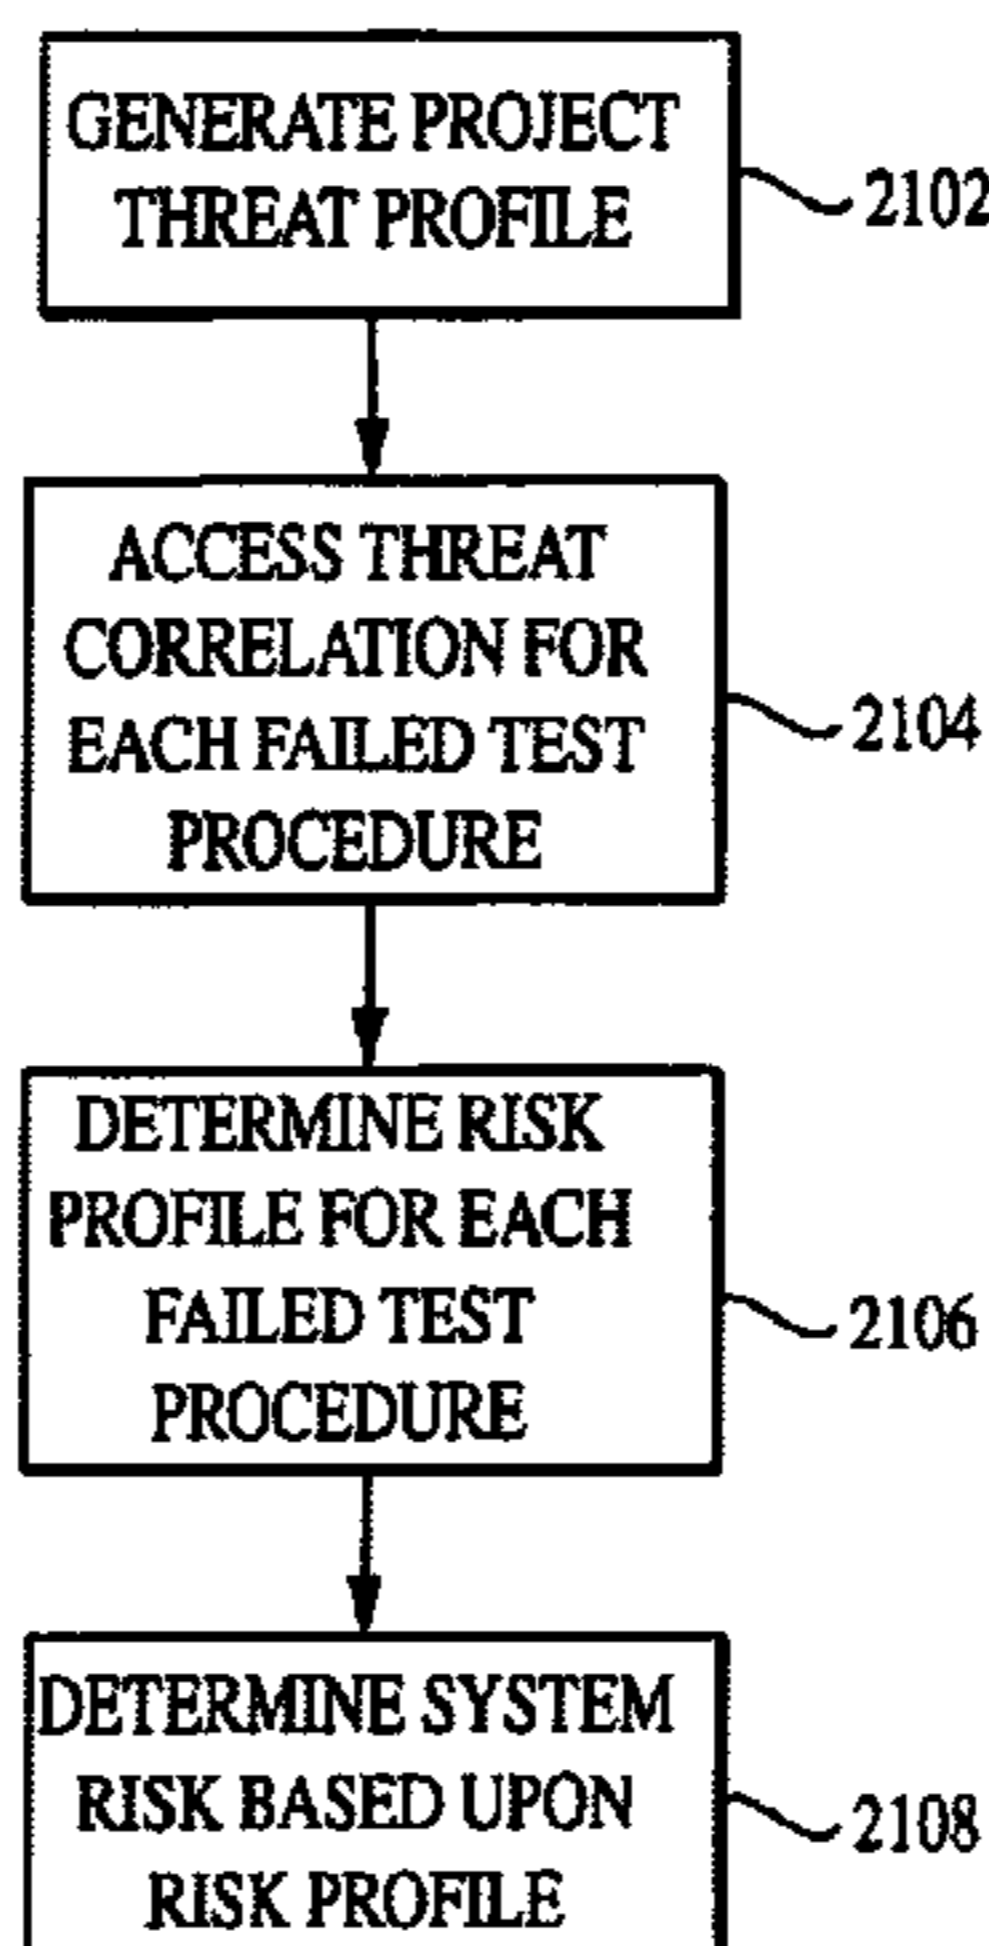 GENERATE PROJECT
THREAT PROFILE
2102
ACCESS THREAT
CORRELATION FOR
EACH FAILED TEST
PROCEDURE
2104
DETERMINE RISK
PROFILE FOR EACH
FAILED TEST
PROCEDURE
2106
DETERMINE SYSTEM
RISK BASED UPON
RISK PROFILE
2108